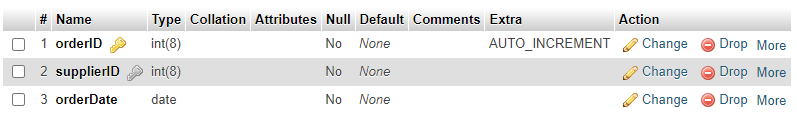 # Name Type Collation Attributes Null Default Comments Extra Action
1 orderID int(8) No None AUTO_INCREMENT Change Drop More
2 supplierID int(8) No None Change Drop More
3 orderDate date No None Change Drop More